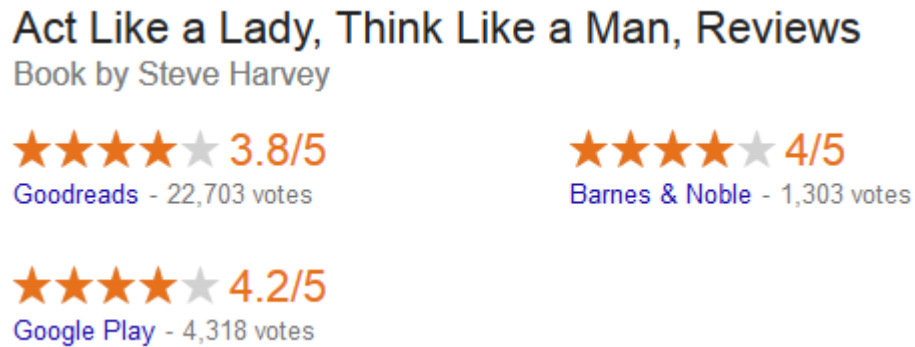 Act Like a Lady, Think Like a Man, Reviews
Book by Steve Harvey
3.8/5
Goodreads - 22,703 votes
4/5
Barnes & Noble - 1,303 votes
4.2/5
Google Play - 4,318 votes